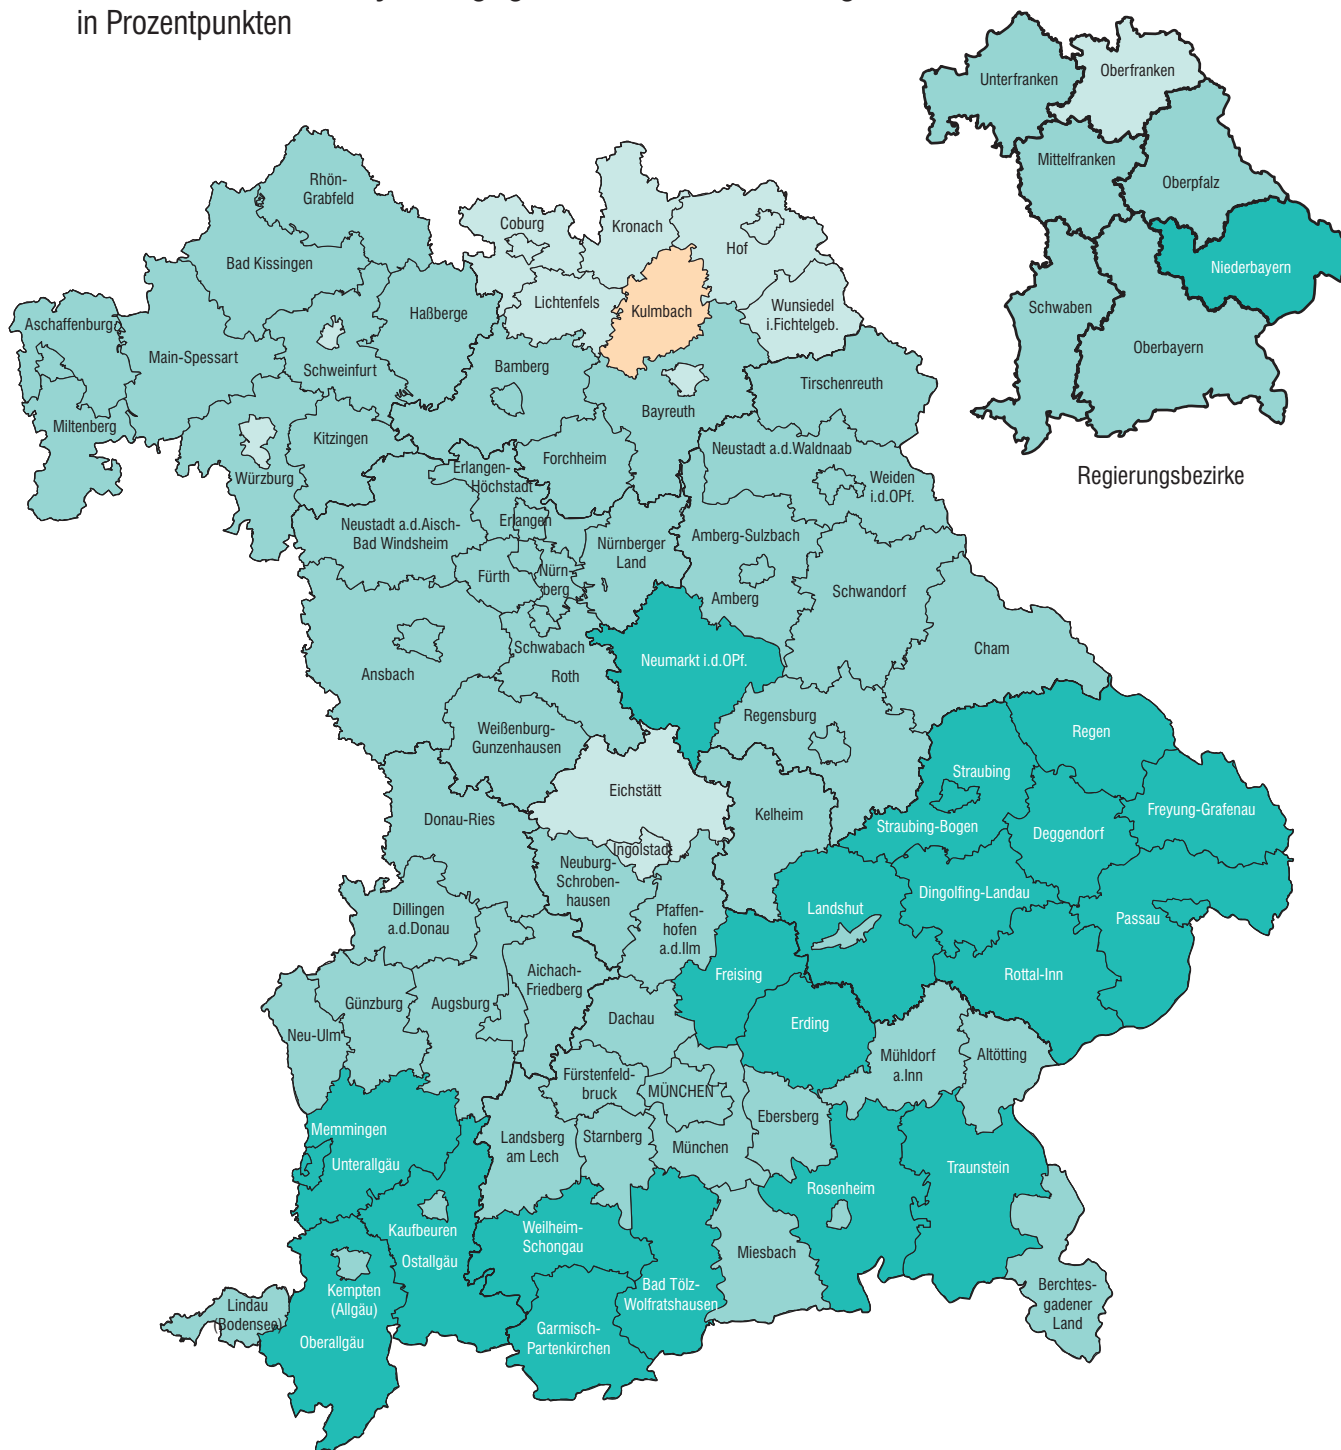 in Prozentpunkten
Unterfranken
Oberfranken
Mittelfranken
Oberpfalz
Niederbayern
Schwaben
Oberbayern
Regierungsbezirke
Rhön-
Grabfeld
Coburg
Kronach
Hof
Bad Kissingen
Lichtenfels
Kulmbach
Wunsiedel
i.Fichtelgeb.
Aschaffenburg
Haßberge
Main-Spessart
Schweinfurt
Bamberg
Tirschenreuth
Miltenberg
Kitzingen
Bayreuth
Würzburg
Erlangen-
Höchstadt
Forchheim
Neustadt a.d.Waldnaab
Weiden
i.d.OPf.
Neustadt a.d.Aisch-
Bad Windsheim
Erlangen
Nürnberger
Land
Amberg-Sulzbach
Fürth
Nürn-
berg
Amberg
Schwandorf
Ansbach
Schwabach
Roth
Neumarkt i.d.OPf.
Cham
Weißenburg-
Gunzenhausen
Regensburg
Regen
Eichstätt
Straubing
Donau-Ries
Kelheim
Straubing-Bogen
Deggendorf
Freyung-Grafenau
Ingolstadt
Neuburg-
Schroben-
hausen
Dillingen
a.d.Donau
Pfaffen-
hofen
a.d.Ilm
Landshut
Dingolfing-Landau
Passau
Aichach-
Friedberg
Freising
Rottal-Inn
Günzburg
Augsburg
Neu-Ulm
Dachau
Erding
Mühldorf
a.Inn
Altötting
Fürstenfeld-
bruck
MÜNCHEN
Ebersberg
Memmingen
Unterallgäu
Landsberg
am Lech
Starnberg
München
Traunstein
Rosenheim
Kaufbeuren
Ostallgäu
Weilheim-
Schongau
Miesbach
Bad Tölz-
Wolfratshausen
Kempten
(Allgäu)
Lindau
(Bodensee)
Oberallgäu
Garmisch-
Partenkirchen
Berchtes-
gadener
Land